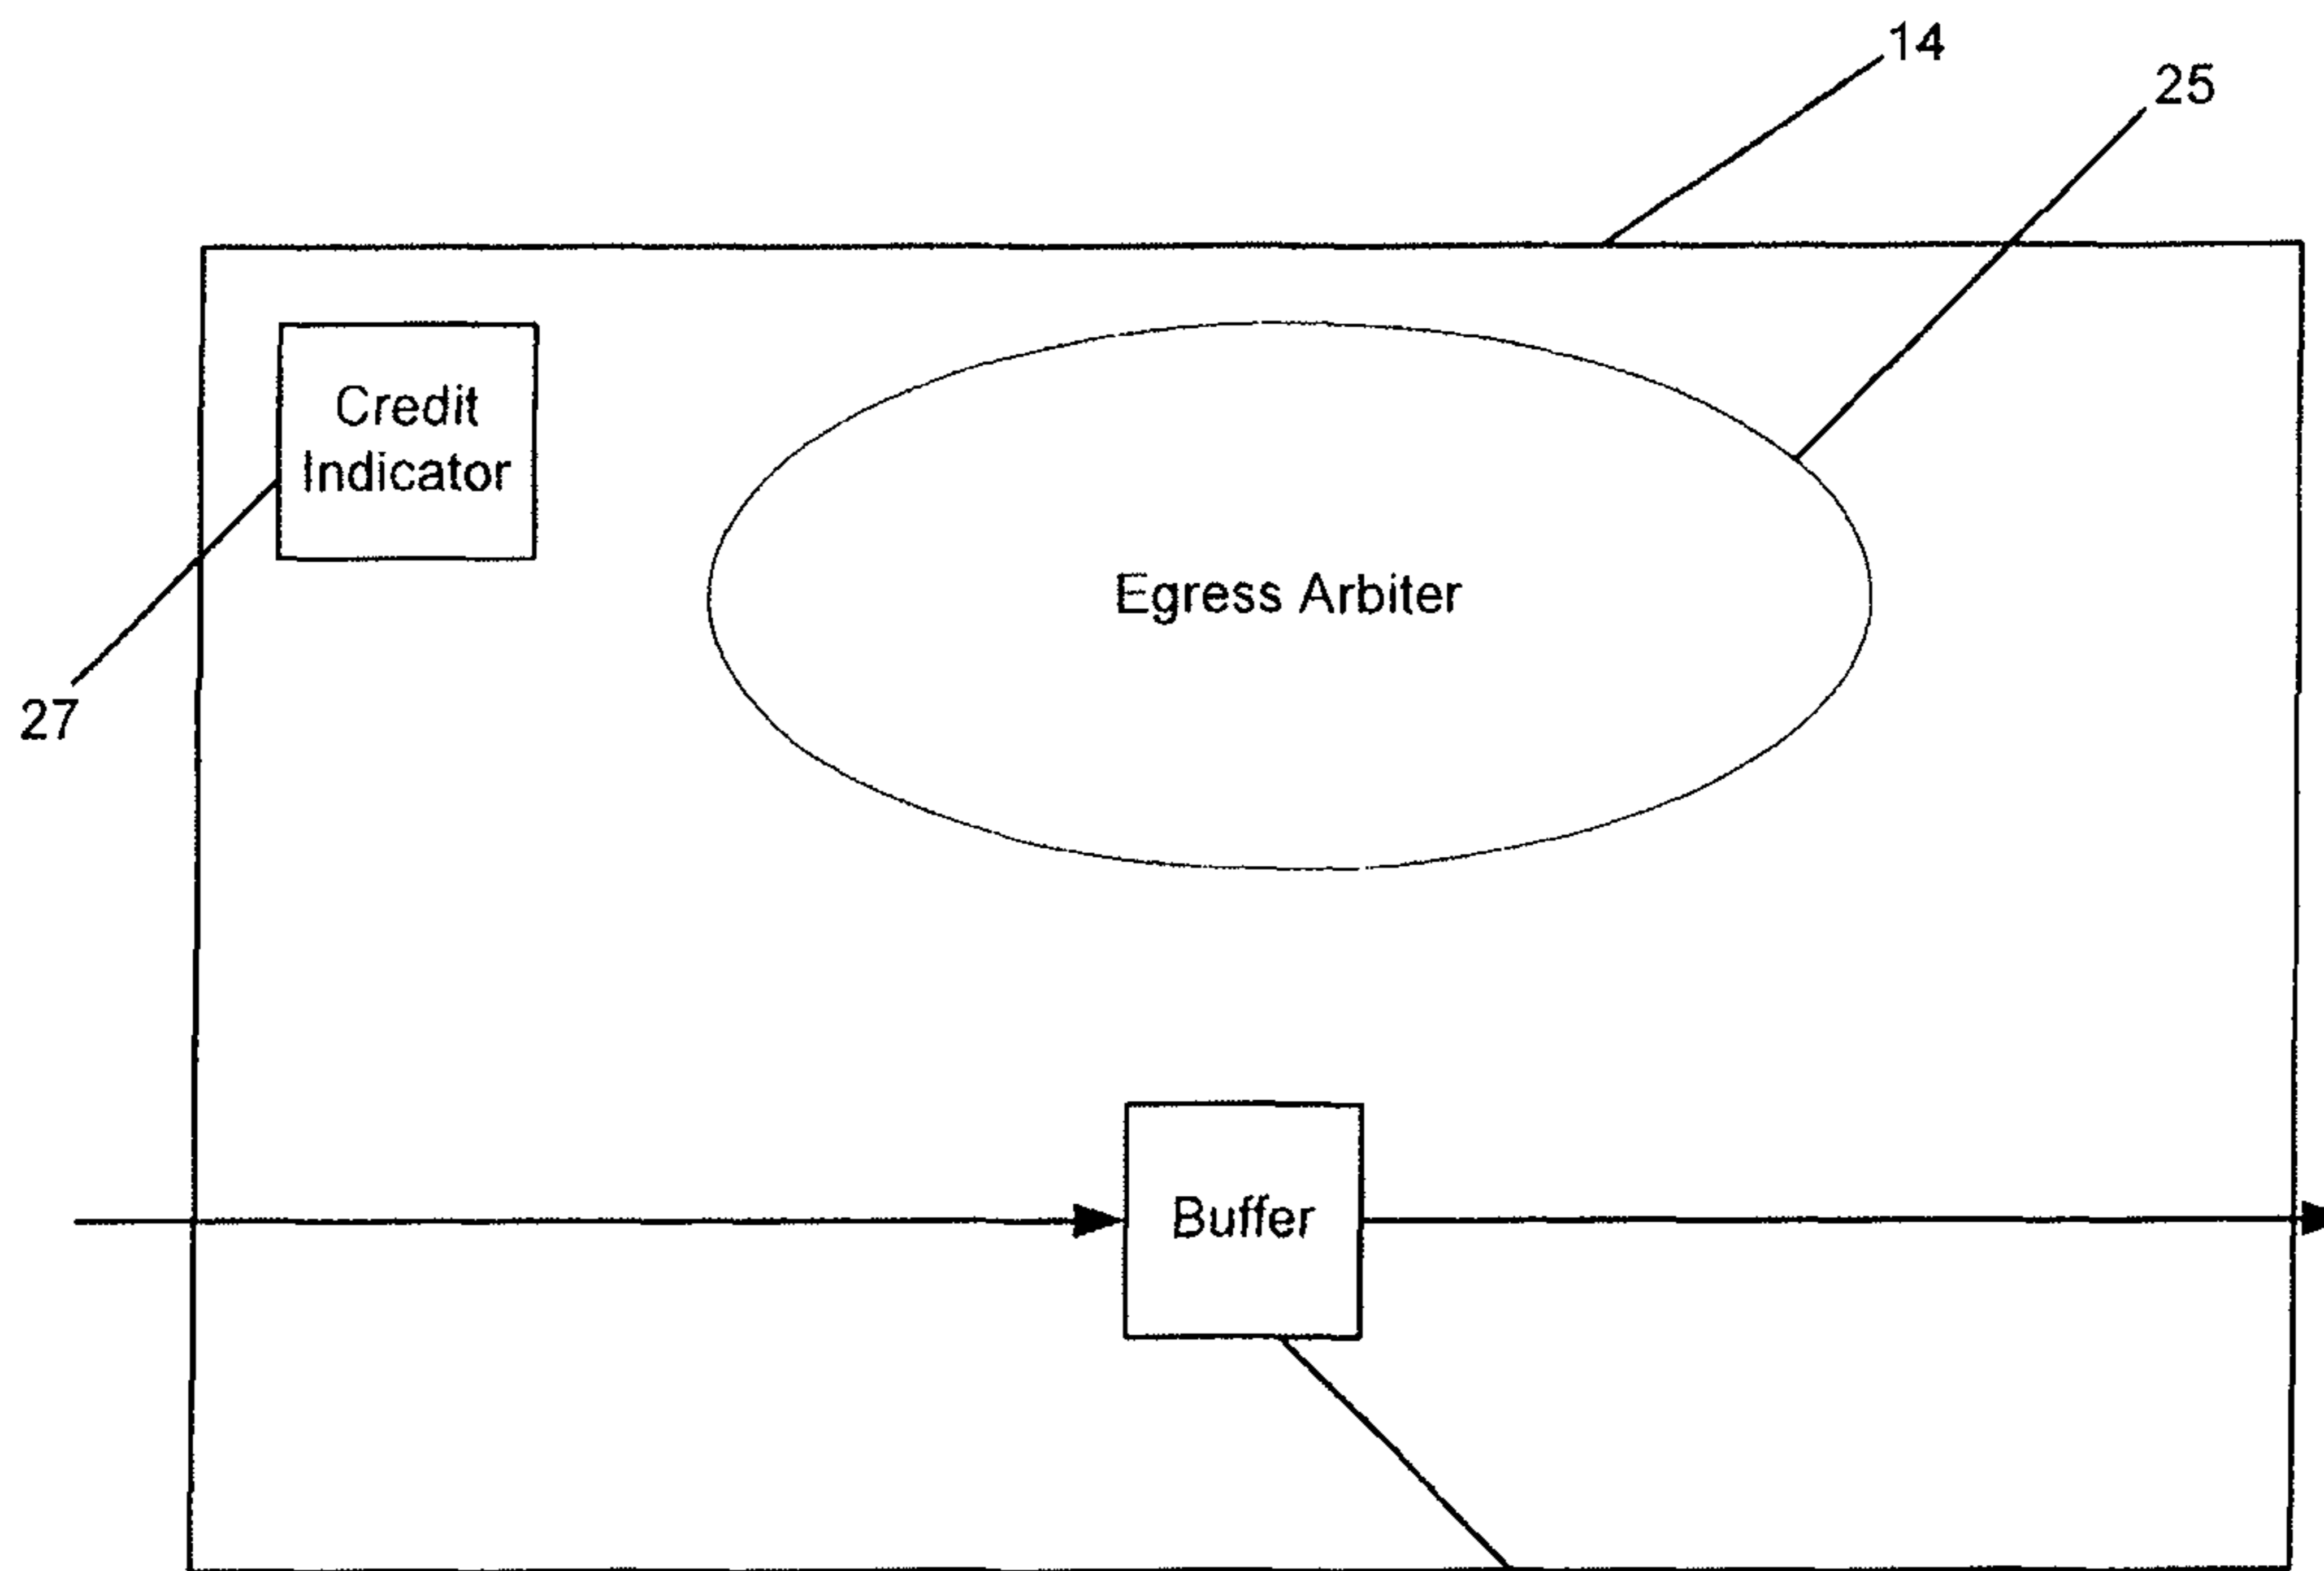 14
25
Credit
Indicator
Egress Arbiter
27
Buffer